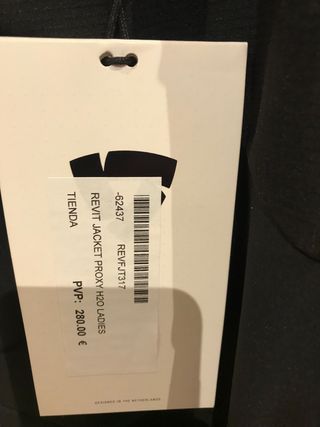 -62437 REVFJT317
REVIT JACKET PROXY H2O LADIES
TIENDA PVP: 280.00 €
DESIGNED IN THE NETHERLANDS